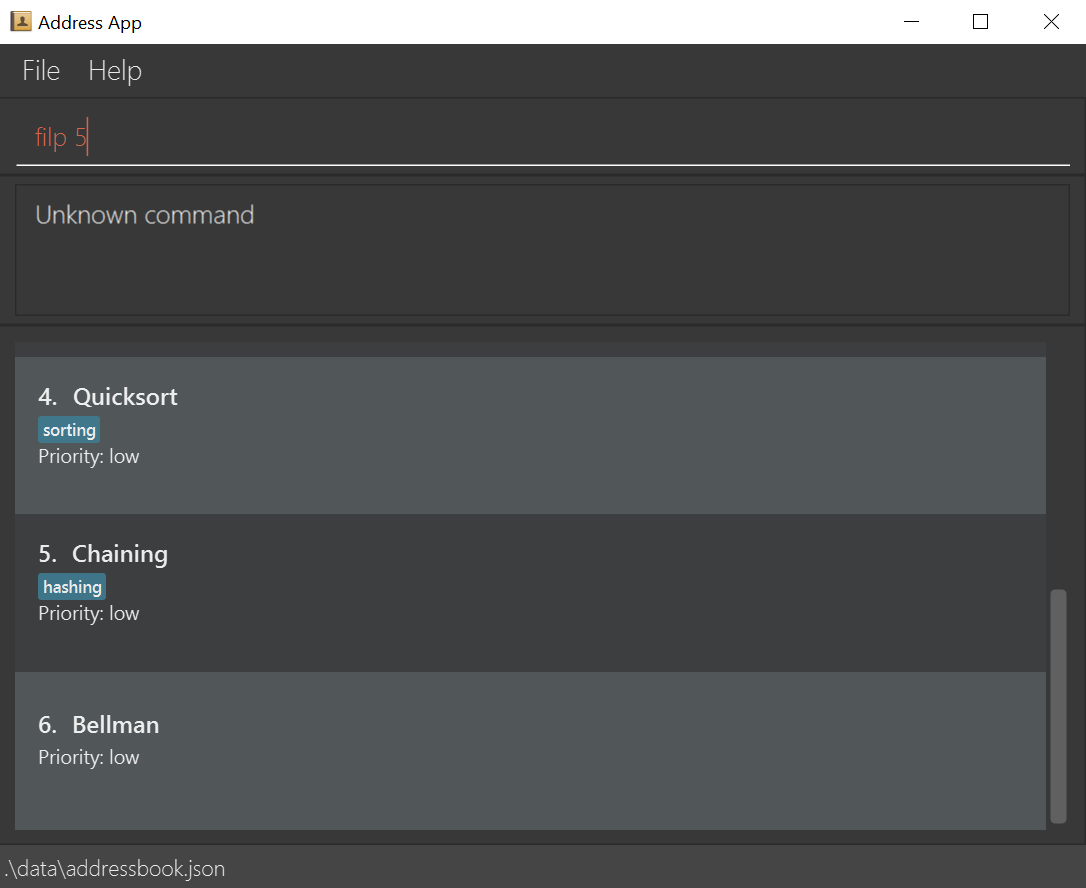 Address App
File Help
filp 5
Unknown command
4. Quicksort
sorting
Priority: low
5. Chaining
hashing
Priority: low
6. Bellman
Priority: low
.\data\addressbook.json